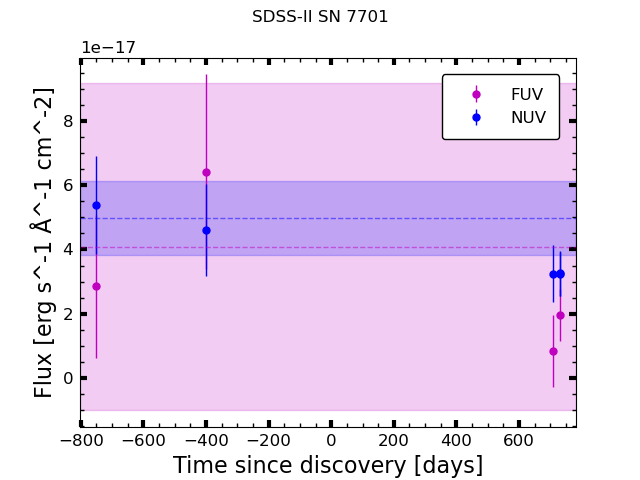 SDSS-II SN 7701
1e−17
FUV
NUV
8
6
4
2
0
Flux [erg s^-1 Å^-1 cm^-2]
−800 −600 −400 −200 0 200 400 600
Time since discovery [days]